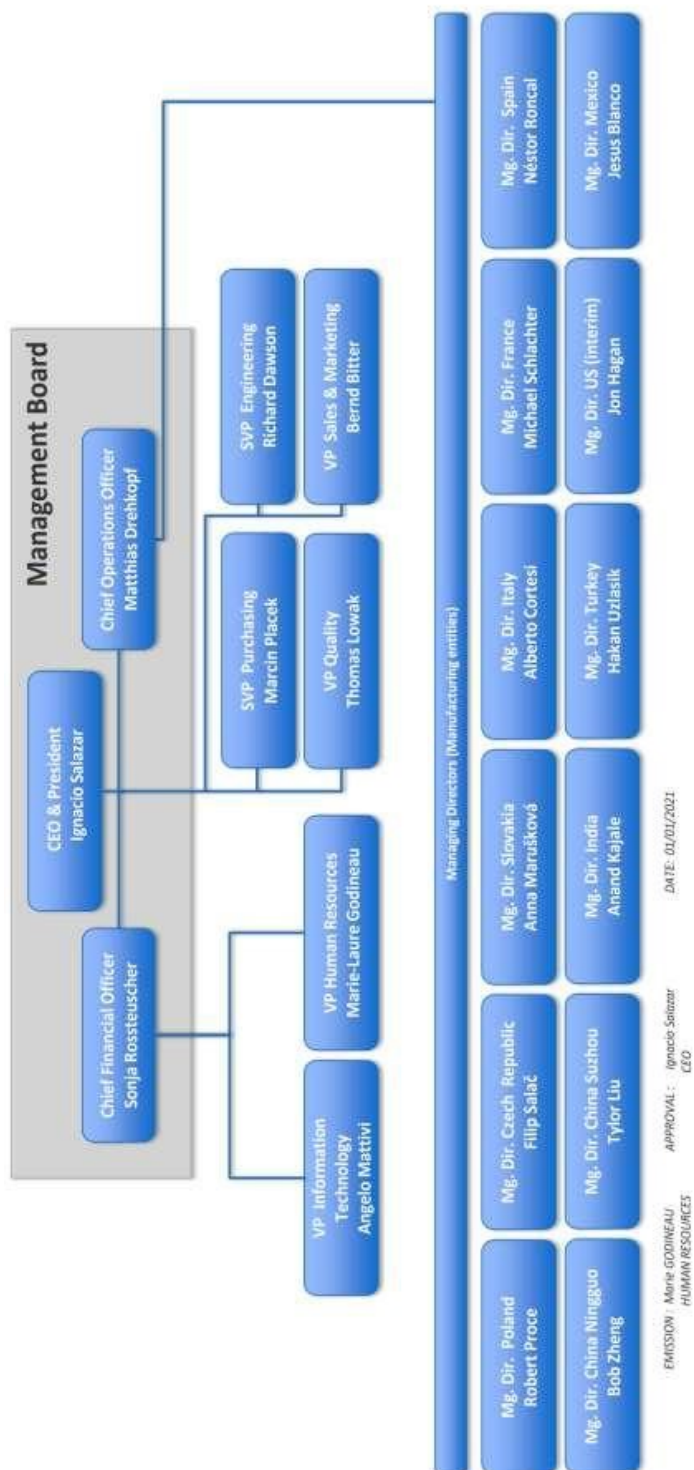 Management Board
CEO & President
Ignacio Salazar
Chief Financial Officer
Sonja Rossteuscher
Chief Operations Officer
Matthias Drehkopf
SVP Purchasing
Marcin Placek
SVP Engineering
Richard Dawson
VP Information
Technology
Angelo Mattivi
VP Human Resources
Marie-Laure Godineau
VP Quality
Thomas Lowak
VP Sales & Marketing
Bernd Bitter
Managing Directors (Manufacturing entities)
Mg. Dir. Poland
Robert Proce
Mg. Dir. Czech Republic
Filip Salač
Mg. Dir. Slovakia
Anna Marušková
Mg. Dir. Italy
Alberto Cortesi
Mg. Dir. France
Michael Schlachter
Mg. Dir. Spain
Néstor Roncal
Mg. Dir. China Ningguo
Bob Zheng
Mg. Dir. China Suzhou
Tylor Liu
Mg. Dir. India
Anand Kajale
Mg. Dir. Turkey
Hakan Uzlasik
Mg. Dir. US (interim)
Jon Hagan
Mg. Dir. Mexico
Jesus Blanco
EMISSION : Marie GODINEAU
HUMAN RESOURCES
APPROVAL : Ignacio Salazar
CEO
DATE: 01/01/2021